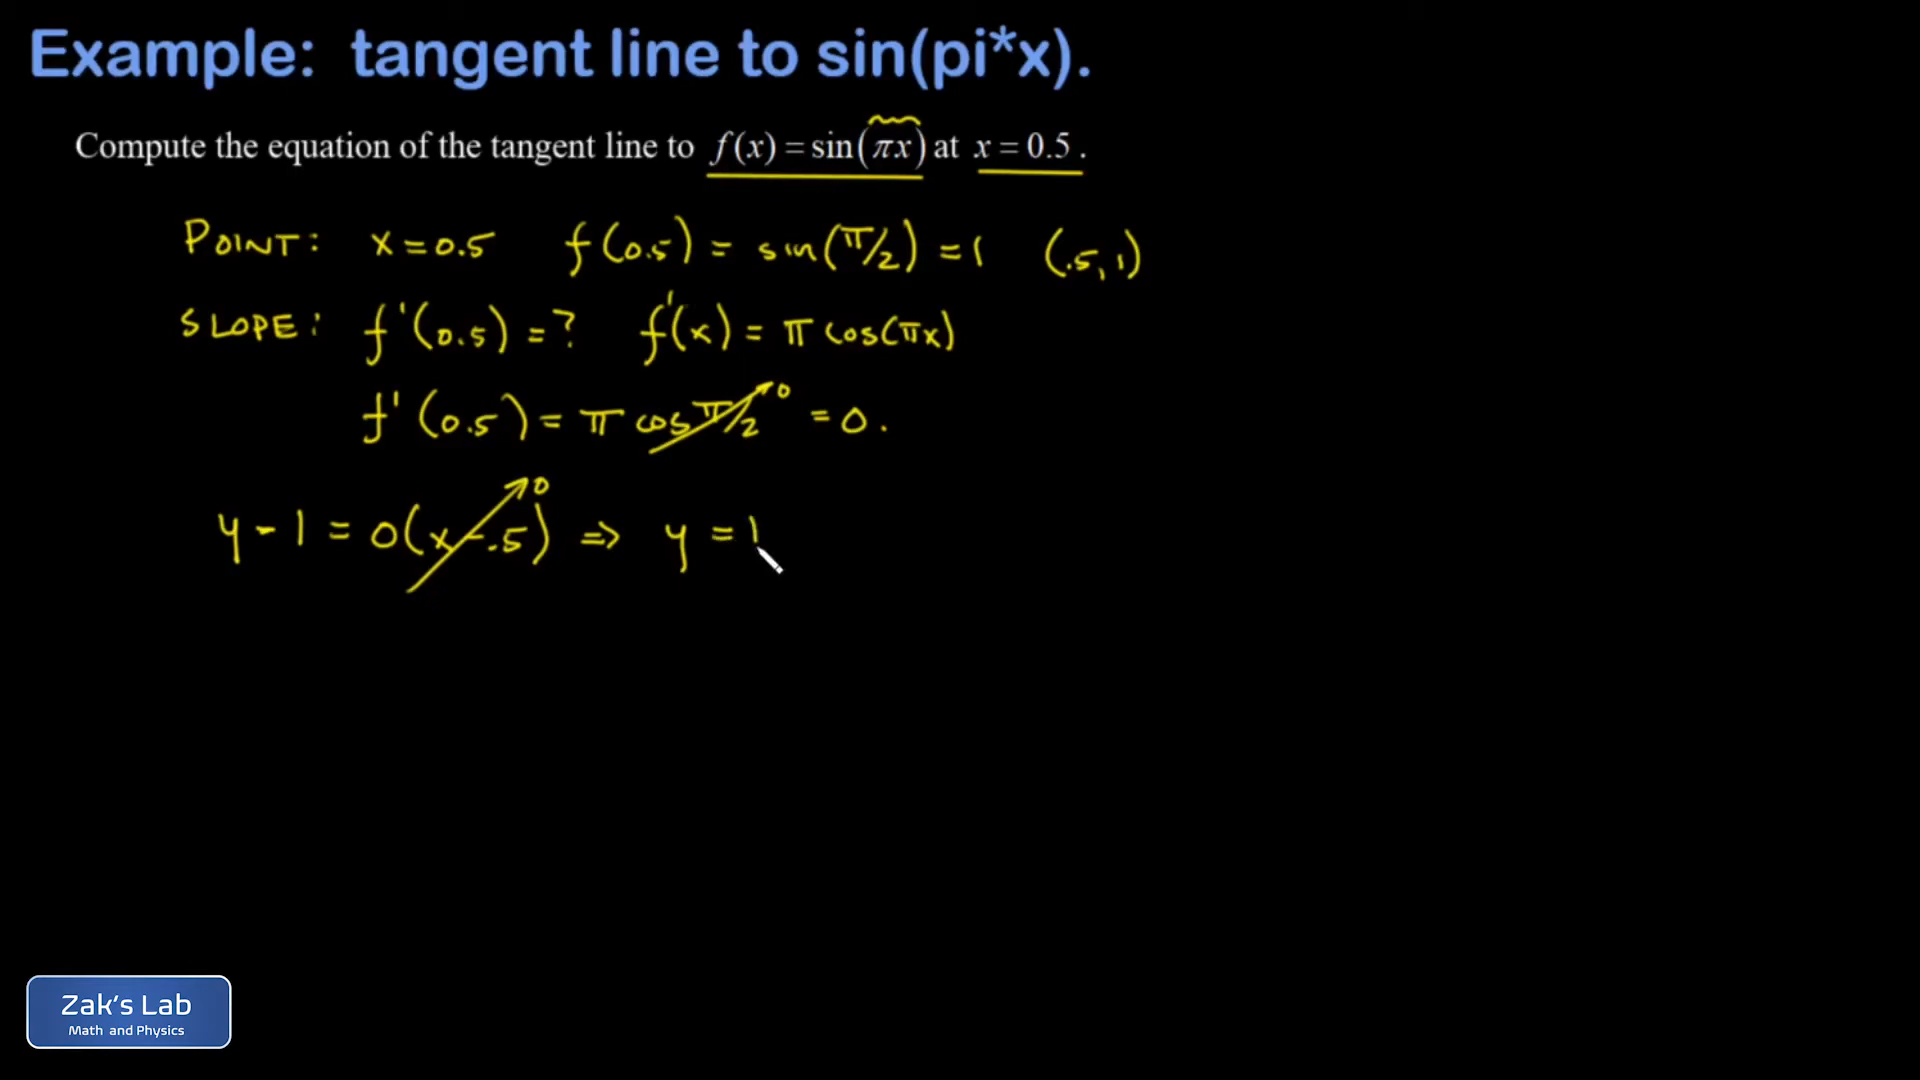 Example: tangent line to sin(pi*x).
Compute the equation of the tangent line to f(x) = sin(πx) at x = 0.5 .
POINT: x = 0.5 f(0.5) = sin(π/2) = 1 (.5, 1)
SLOPE: f'(0.5) = ? f'(x) = π cos(πx)
f'(0.5) = π cos π/2 0 = 0.
y - 1 = 0(x - .5) 0 ⇒ y = 1
Zak's Lab
Math and Physics